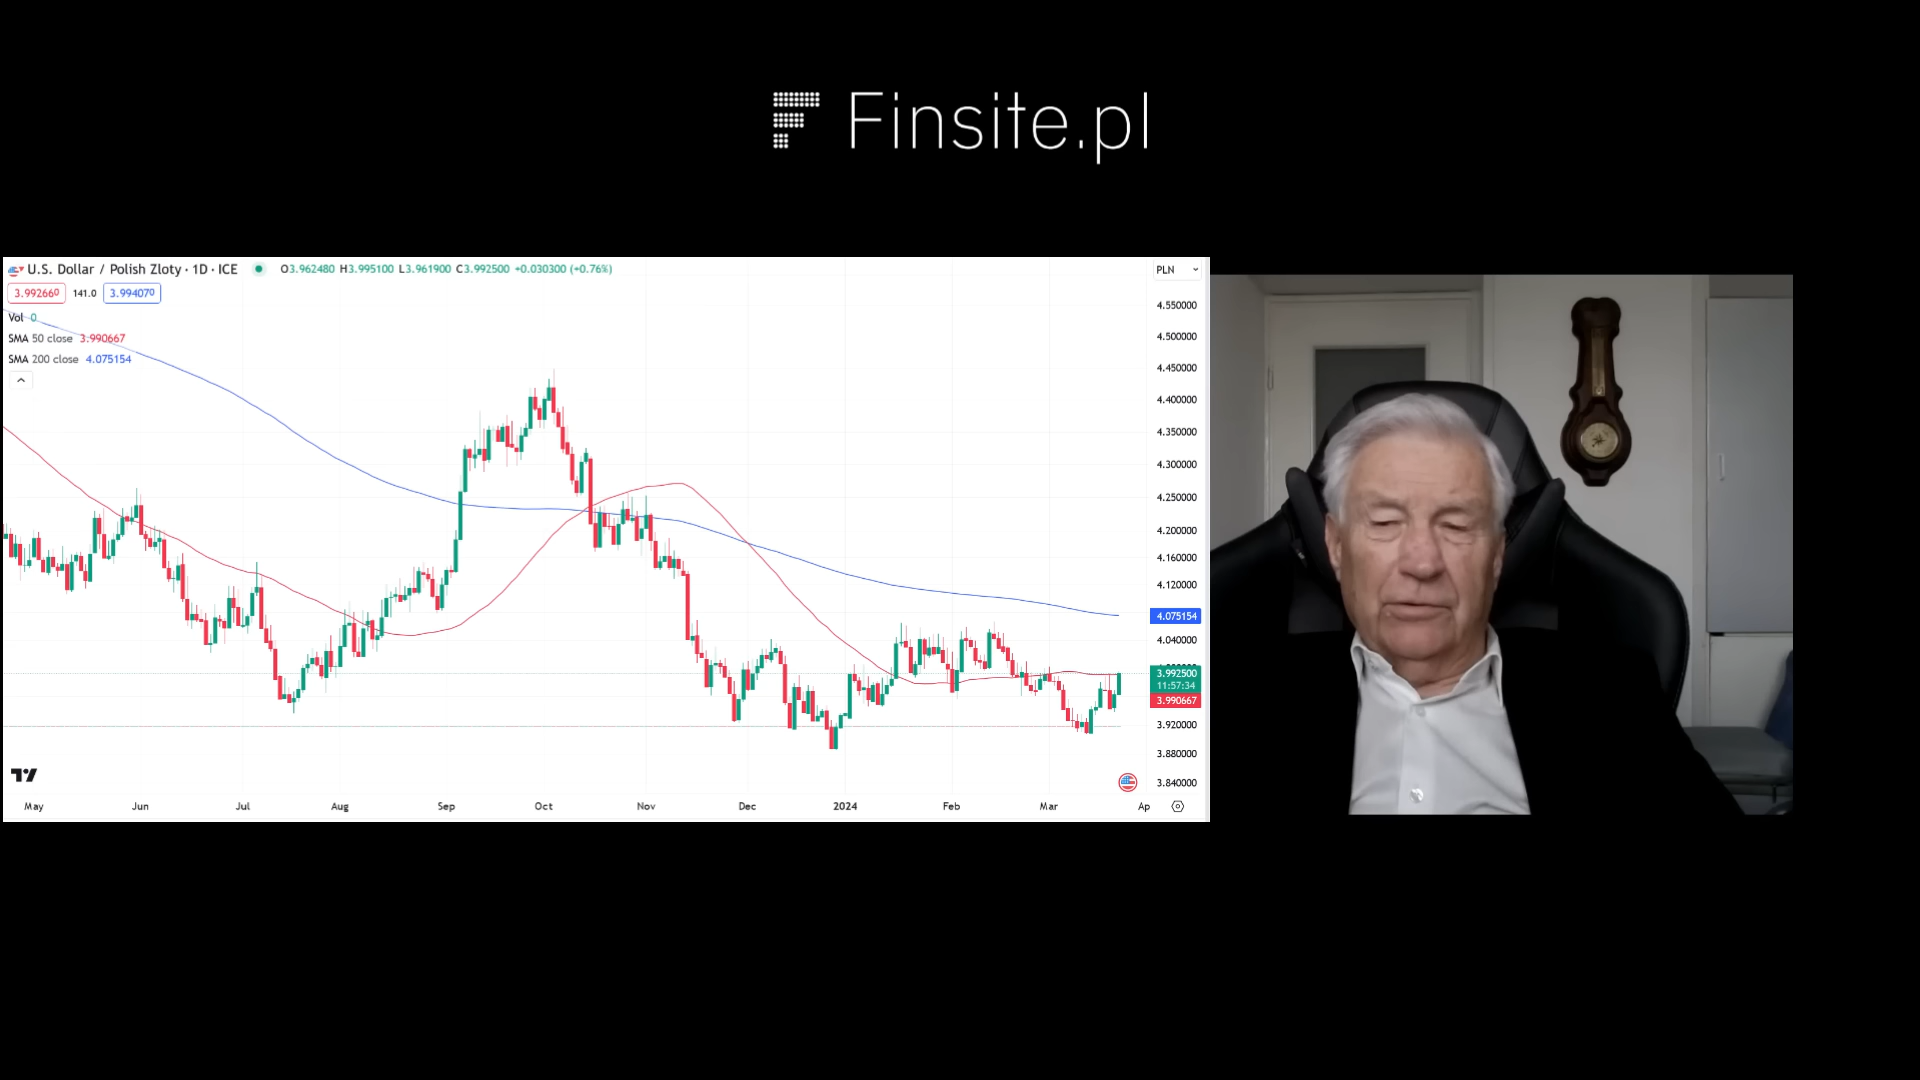 Finsite.pl
U.S. Dollar / Polish Zloty · 1D · ICE O3.962480 H3.995100 L3.961900 C3.992500 +0.030300 (+0.76%)
PLN
3.992660 141.0 3.994070
Vol 0
SMA 50 close 3.990667
SMA 200 close 4.075154
4.550000
4.500000
4.450000
4.400000
4.350000
4.300000
4.250000
4.200000
4.160000
4.120000
4.075154
4.040000
3.992500
11:57:34
3.990667
3.920000
3.880000
3.840000
May Jun Jul Aug Sep Oct Nov Dec 2024 Feb Mar Ap